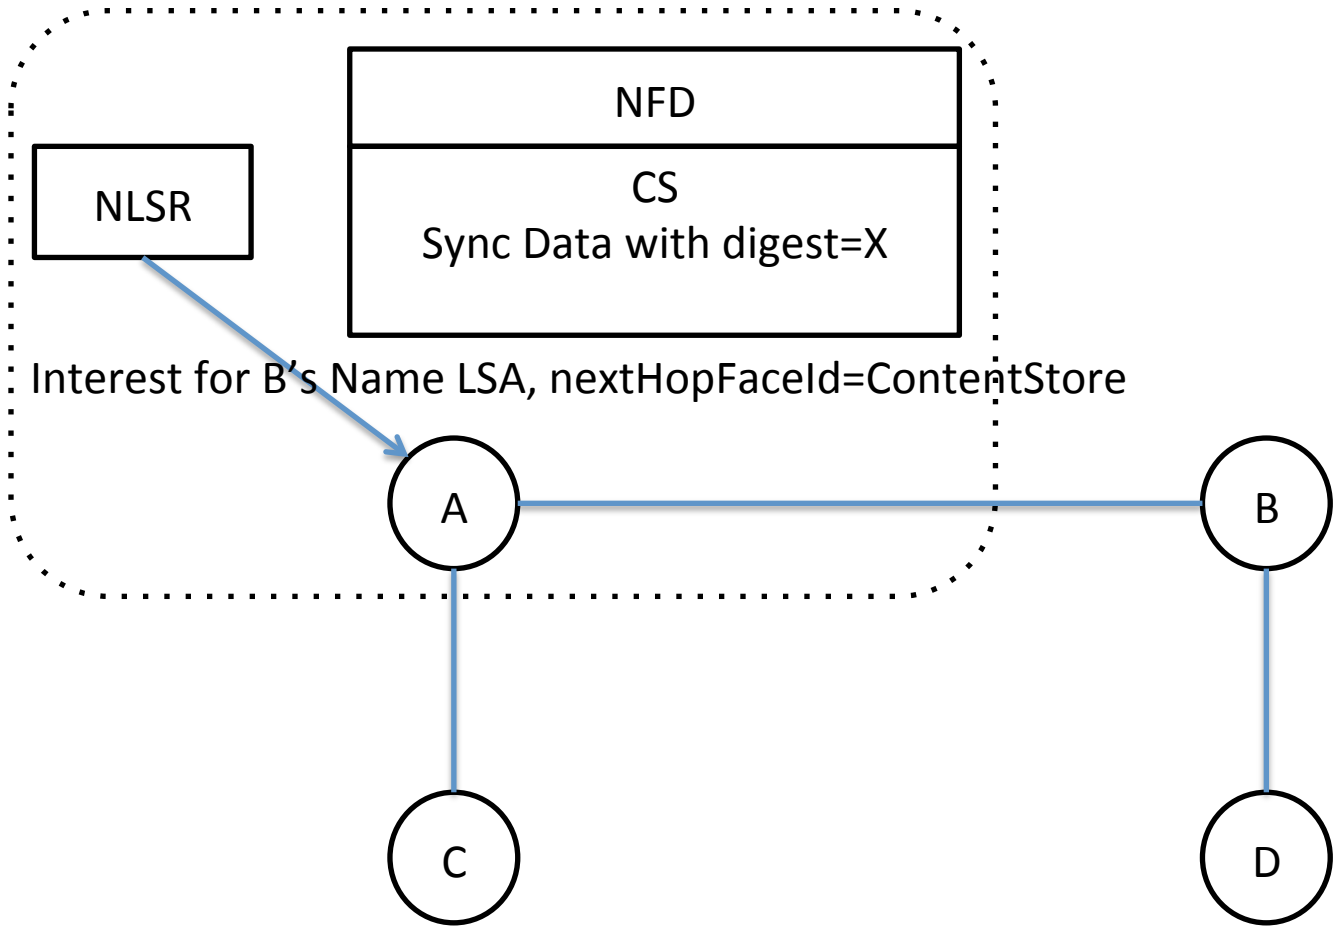 NFD
NLSR
CS
Sync Data with digest=X
Interest for B’s Name LSA, nextHopFaceId=ContentStore
A
B
C
D